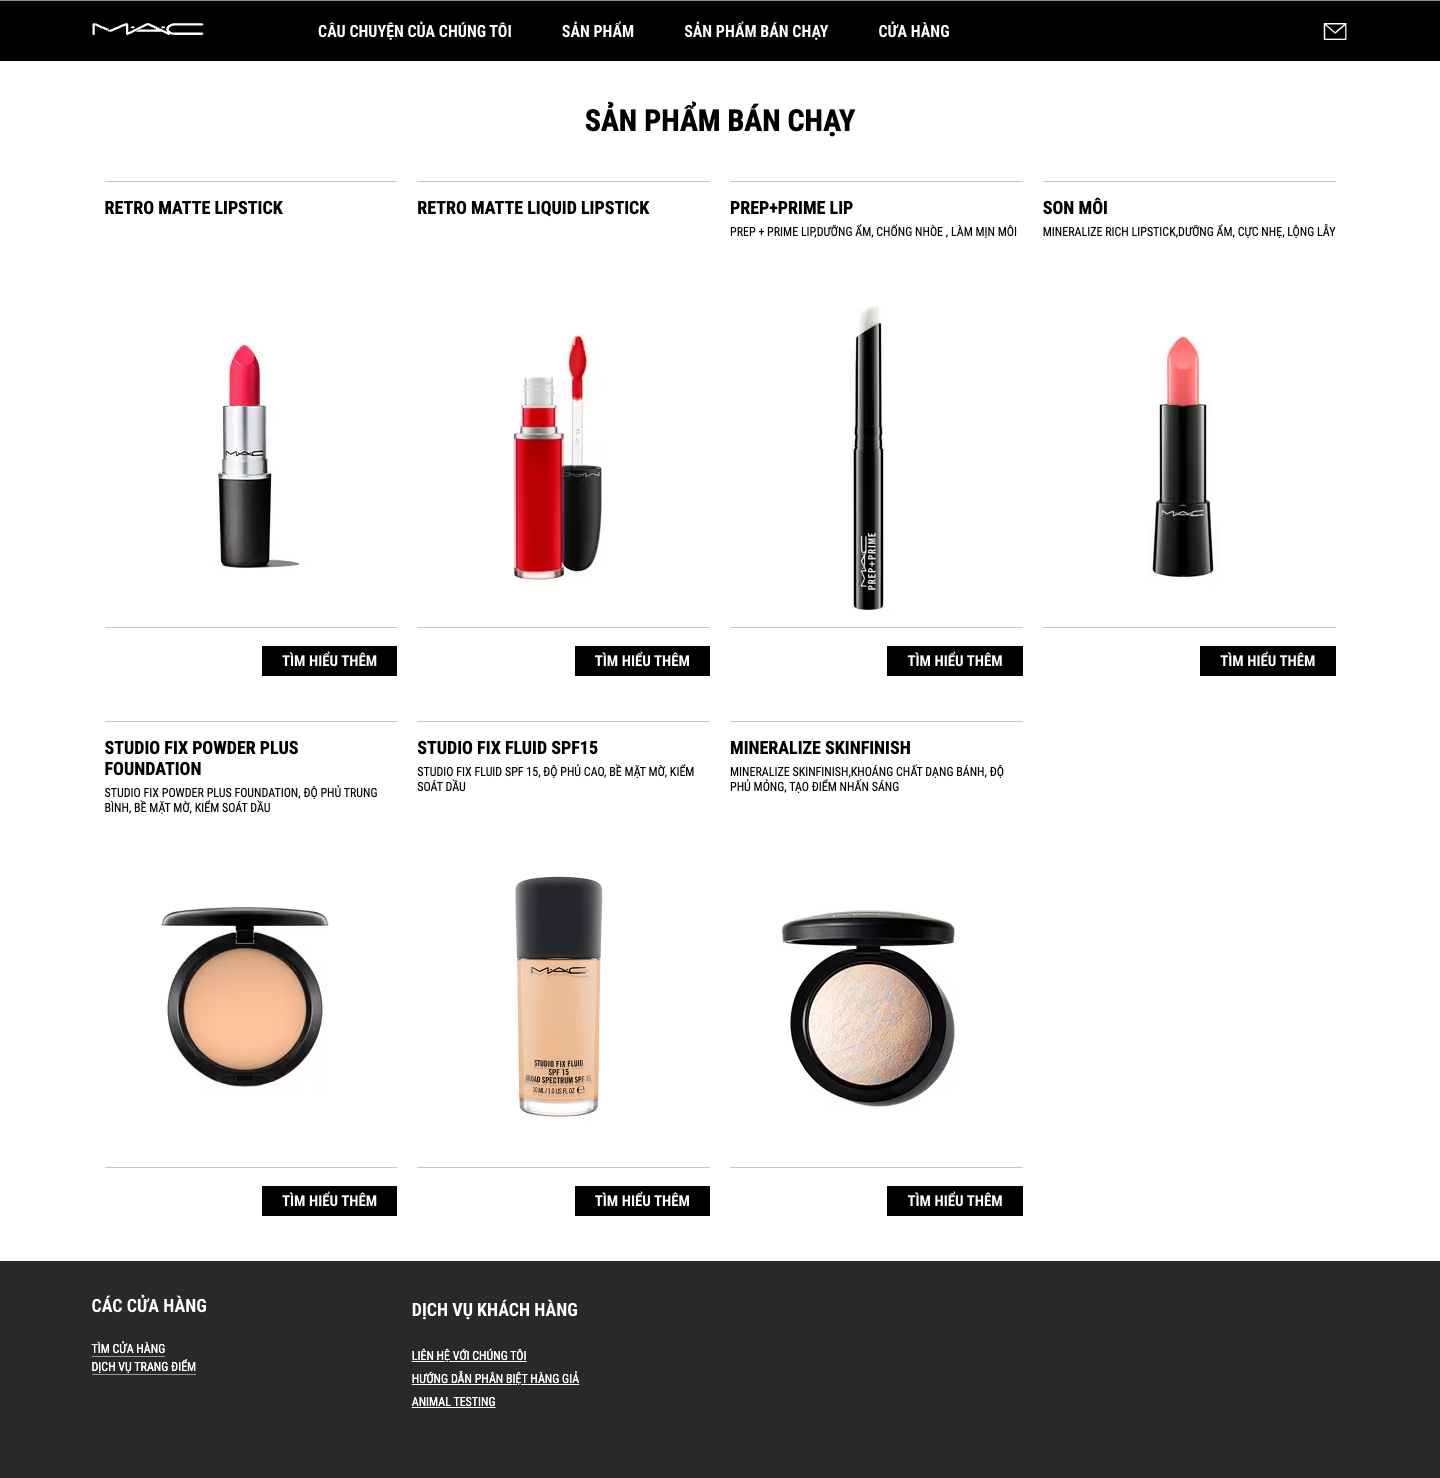 MAC
CÂU CHUYỆN CỦA CHÚNG TÔI
SẢN PHẨM
SẢN PHẨM BÁN CHẠY
CỬA HÀNG
SẢN PHẨM BÁN CHẠY
RETRO MATTE LIPSTICK
MAC
TÌM HIỂU THÊM
RETRO MATTE LIQUID LIPSTICK
MAC
TÌM HIỂU THÊM
PREP+PRIME LIP
PREP + PRIME LIP,DƯỠNG ẨM, CHỐNG NHÒE , LÀM MỊN MÔI
MAC
PREP+PRIME
TÌM HIỂU THÊM
SON MÔI
MINERALIZE RICH LIPSTICK,DƯỠNG ẨM, CỰC NHẸ, LỘNG LẪY
MAC
TÌM HIỂU THÊM
STUDIO FIX POWDER PLUS
FOUNDATION
STUDIO FIX POWDER PLUS FOUNDATION, ĐỘ PHỦ TRUNG
BÌNH, BỀ MẶT MỜ, KIỂM SOÁT DẦU
TÌM HIỂU THÊM
STUDIO FIX FLUID SPF15
STUDIO FIX FLUID SPF 15, ĐỘ PHỦ CAO, BỀ MẶT MỜ, KIỂM
SOÁT DẦU
MAC
STUDIO FIX FLUID
SPF 15
BROAD SPECTRUM SPF 15
30 ML / 1.0 US FL OZ ℮
TÌM HIỂU THÊM
MINERALIZE SKINFINISH
MINERALIZE SKINFINISH,KHOÁNG CHẤT DẠNG BÁNH, ĐỘ
PHỦ MỎNG, TẠO ĐIỂM NHẤN SÁNG
TÌM HIỂU THÊM
CÁC CỬA HÀNG
TÌM CỬA HÀNG
DỊCH VỤ TRANG ĐIỂM
DỊCH VỤ KHÁCH HÀNG
LIÊN HỆ VỚI CHÚNG TÔI
HƯỚNG DẪN PHÂN BIỆT HÀNG GIẢ
ANIMAL TESTING